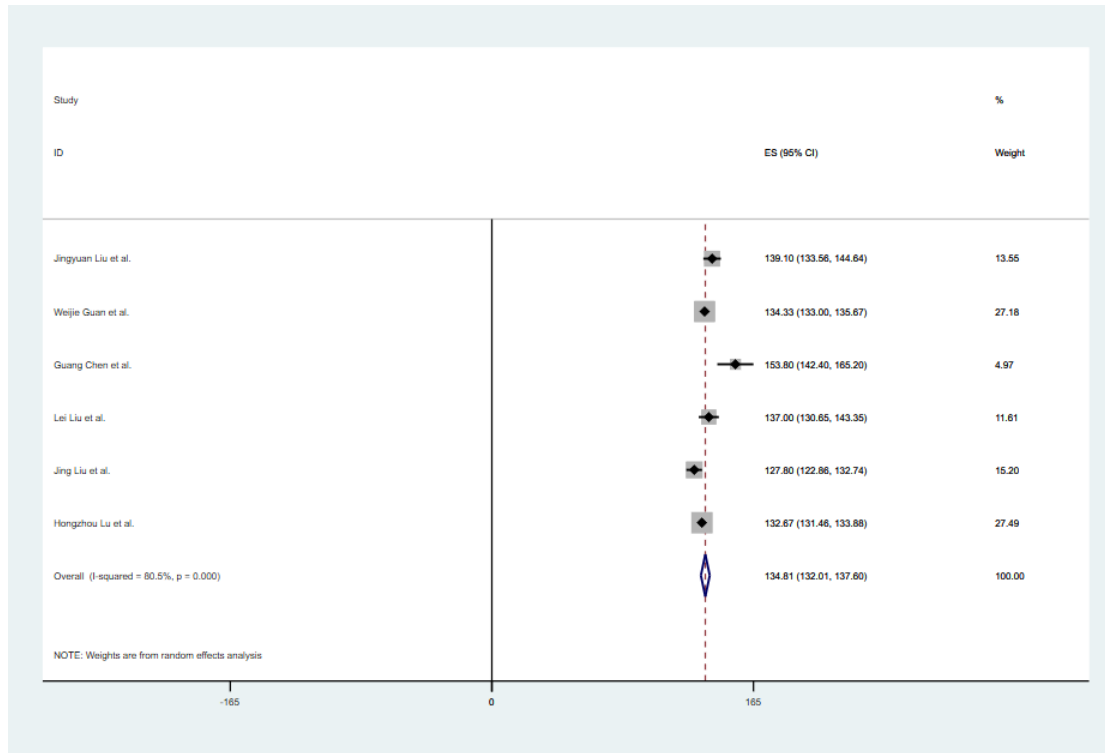 Study %
ID ES (95% CI) Weight
Jingyuan Liu et al. 139.10 (133.56, 144.64) 13.55
Weijie Guan et al. 134.33 (133.00, 135.67) 27.18
Guang Chen et al. 153.80 (142.40, 165.20) 4.97
Lei Liu et al. 137.00 (130.65, 143.35) 11.61
Jing Liu et al. 127.80 (122.86, 132.74) 15.20
Hongzhou Lu et al. 132.67 (131.46, 133.88) 27.49
Overall (I-squared = 80.5%, p = 0.000) 134.81 (132.01, 137.60) 100.00
NOTE: Weights are from random effects analysis
-165 0 165